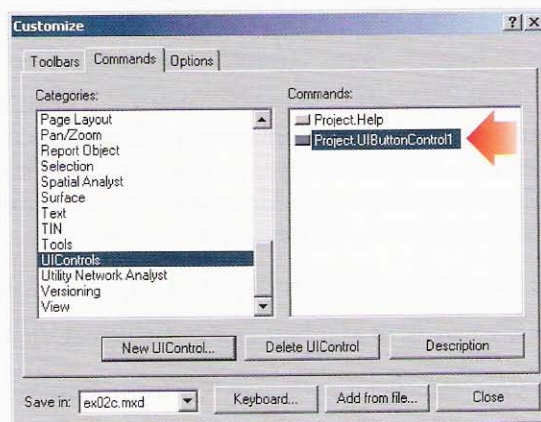 Customize
Toolbars
Commands
Options
Categories:
Page Layout
Pan/Zoom
Report Object
Selection
Spatial Analyst
Surface
Text
TIN
Tools
UIControls
Utility Network Analyst
Versioning
View
Commands:
Project.Help
Project.UIButtonControl1
New UIControl...
Delete UIControl
Description
Save in:
ex02c.mxd
Keyboard...
Add from file...
Close